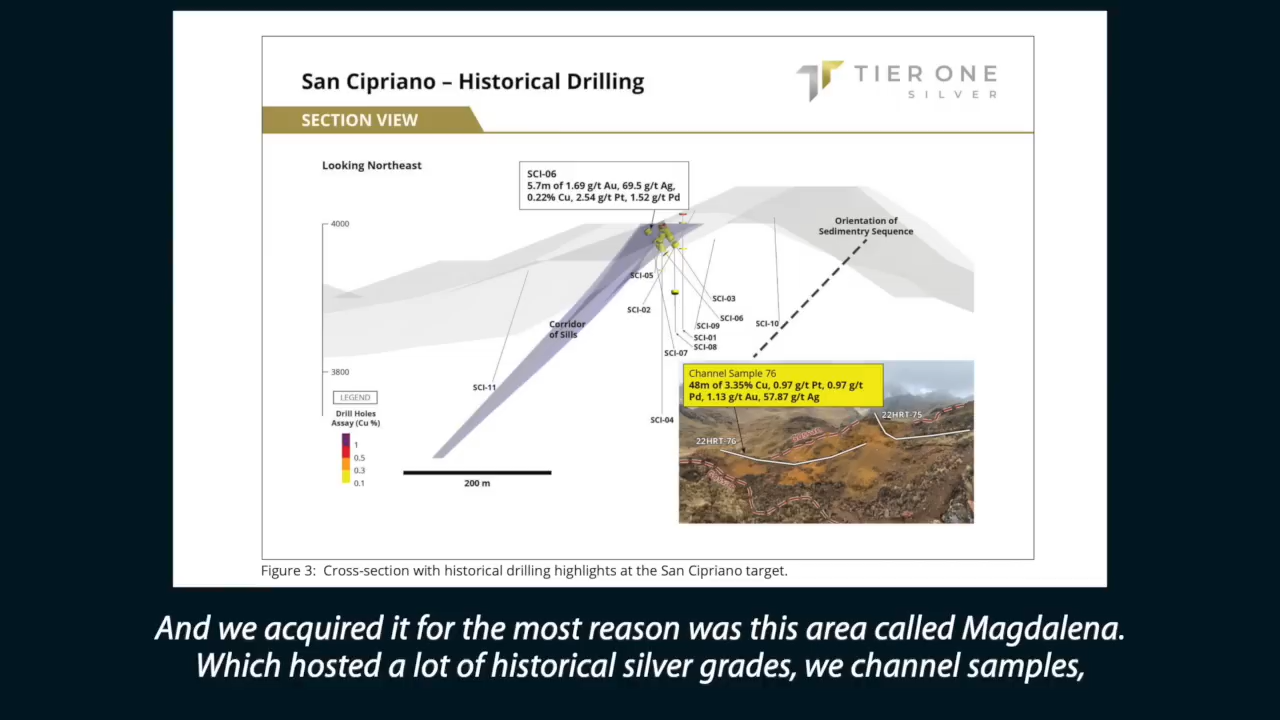 San Cipriano – Historical Drilling
TIER ONE
SILVER
SECTION VIEW
Looking Northeast
SCI-06
5.7m of 1.69 g/t Au, 69.5 g/t Ag,
0.22% Cu, 2.54 g/t Pt, 1.52 g/t Pd
4000
Orientation of
Sedimentry Sequence
SCI-05
SCI-03
SCI-02
SCI-06
Corridor
of Sills
SCI-09
SCI-10
SCI-01
SCI-08
SCI-07
3800
SCI-11
Channel Sample 76
48m of 3.35% Cu, 0.97 g/t Pt, 0.97 g/t
Pd, 1.13 g/t Au, 57.87 g/t Ag
LEGEND
Drill Holes
Assay (Cu %)
1
0.5
0.3
0.1
SCI-04
22HRT-75
22HRT-76
200 m
Figure 3: Cross-section with historical drilling highlights at the San Cipriano target.
And we acquired it for the most reason was this area called Magdalena.
Which hosted a lot of historical silver grades, we channel samples,